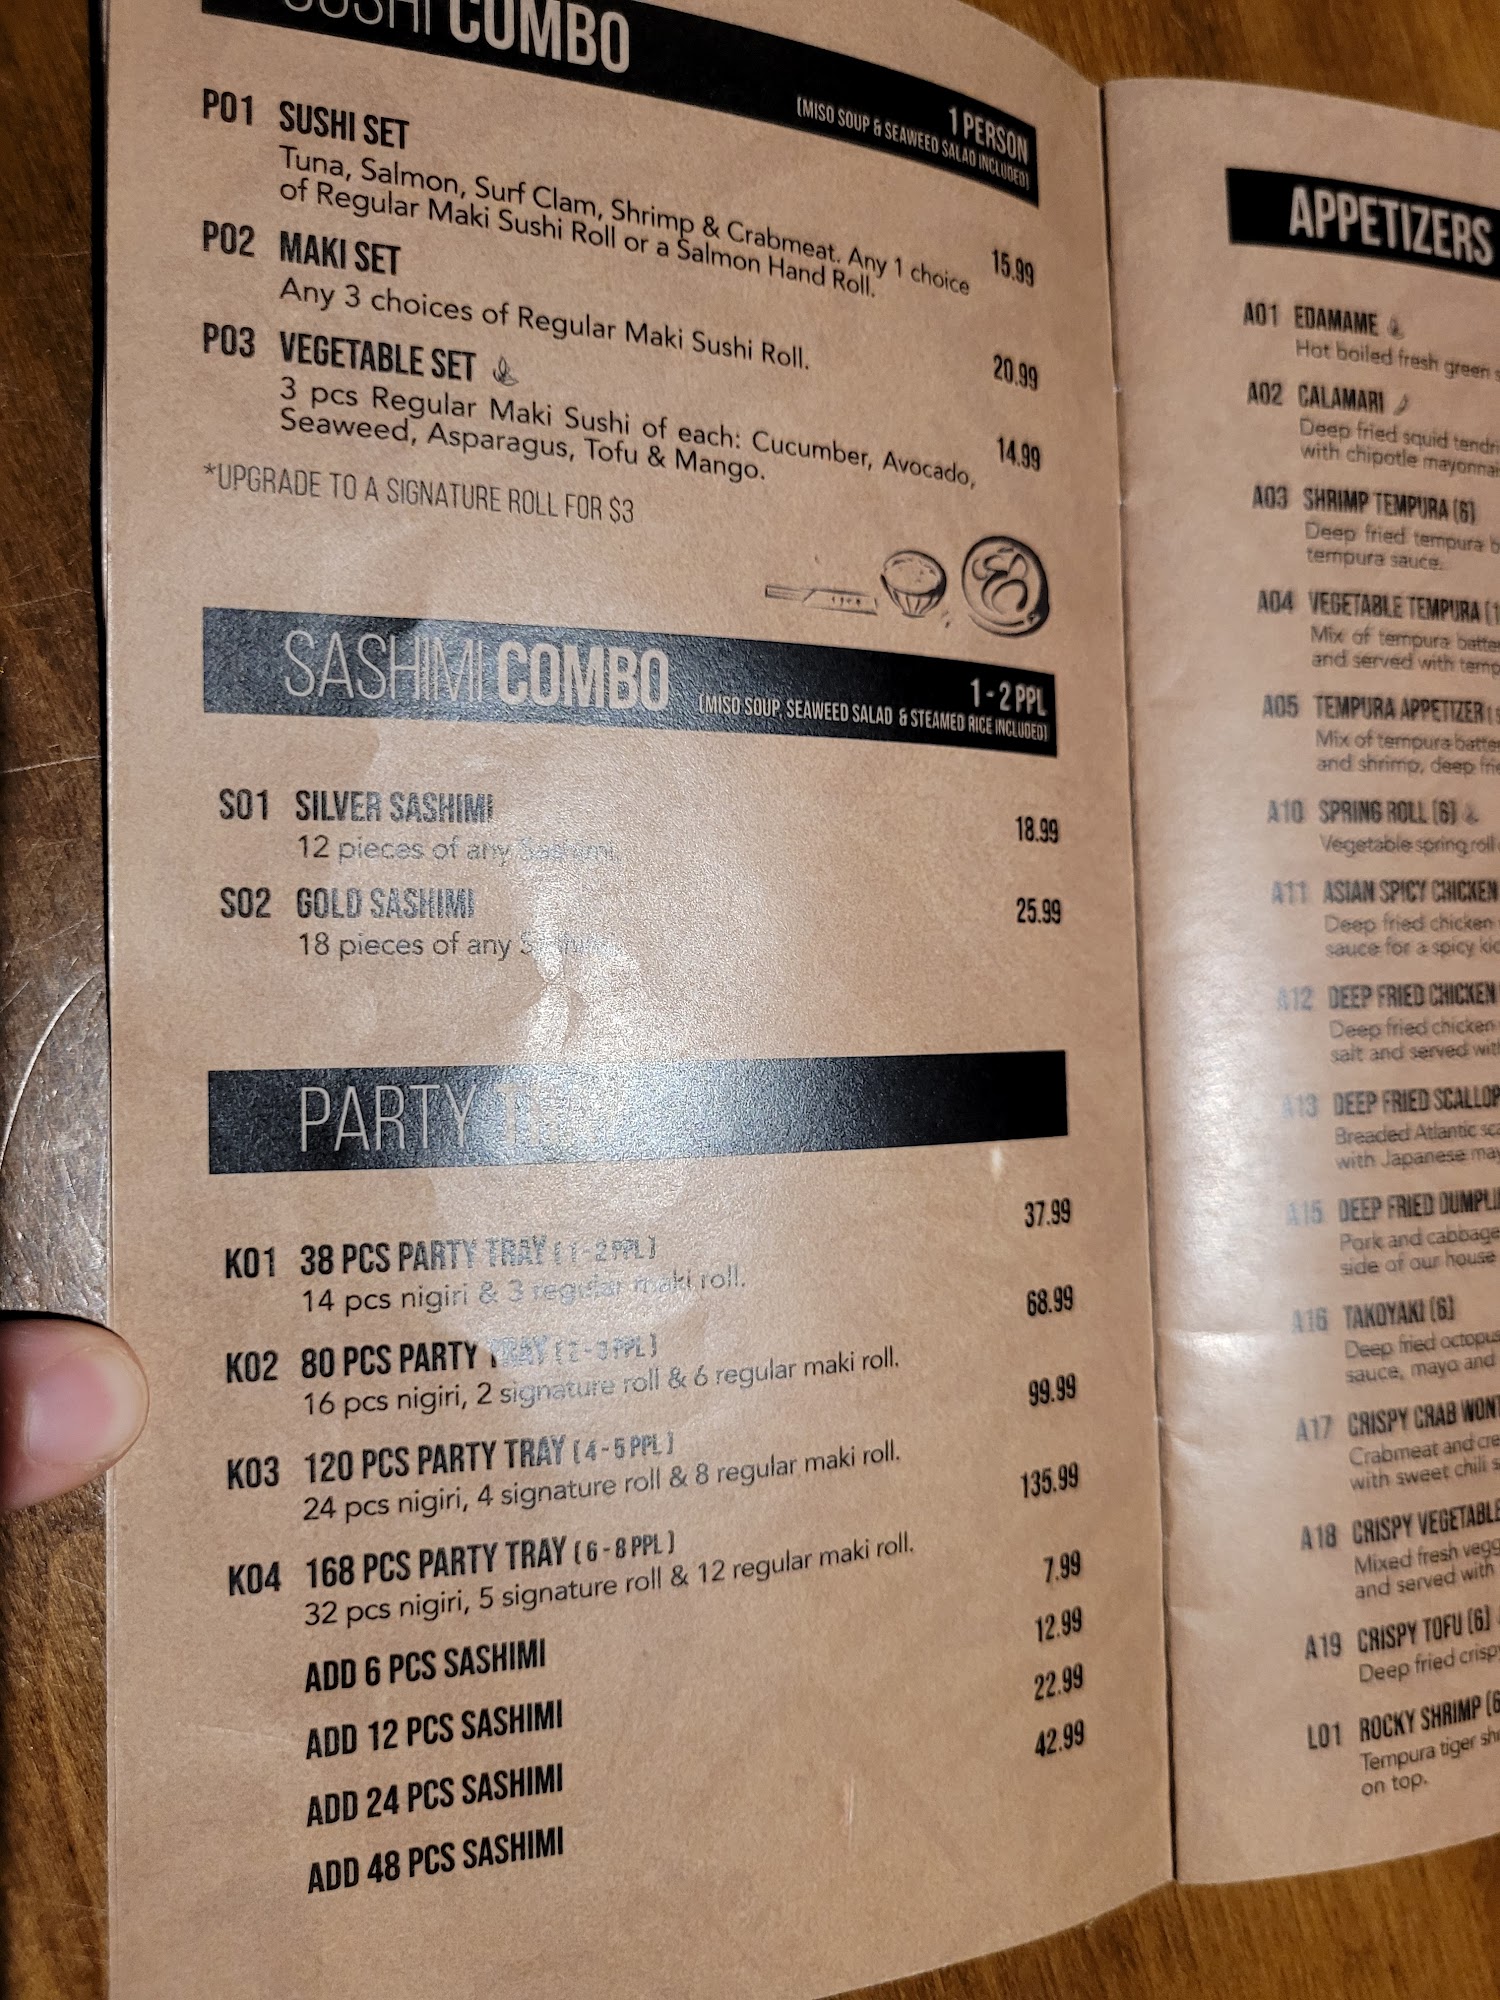 SUSHI COMBO
1 PERSON
(MISO SOUP & SEAWEED SALAD INCLUDED)
P01 SUSHI SET
Tuna, Salmon, Surf Clam, Shrimp & Crabmeat. Any 1 choice
of Regular Maki Sushi Roll or a Salmon Hand Roll. 15.99
P02 MAKI SET
Any 3 choices of Regular Maki Sushi Roll. 20.99
P03 VEGETABLE SET
3 pcs Regular Maki Sushi of each: Cucumber, Avocado,
Seaweed, Asparagus, Tofu & Mango. 14.99
*UPGRADE TO A SIGNATURE ROLL FOR $3
SASHIMI COMBO
1 - 2 PPL
(MISO SOUP, SEAWEED SALAD & STEAMED RICE INCLUDED)
S01 SILVER SASHIMI 18.99
12 pieces of any Sashimi.
S02 GOLD SASHIMI 25.99
18 pieces of any Sashimi
PARTY
K01 38 PCS PARTY TRAY (1-2 PPL) 37.99
14 pcs nigiri & 3 regular maki roll.
K02 80 PCS PARTY TRAY (2-3 PPL) 68.99
16 pcs nigiri, 2 signature roll & 6 regular maki roll.
K03 120 PCS PARTY TRAY (4-5 PPL) 99.99
24 pcs nigiri, 4 signature roll & 8 regular maki roll.
K04 168 PCS PARTY TRAY (6-8 PPL) 135.99
32 pcs nigiri, 5 signature roll & 12 regular maki roll.
ADD 6 PCS SASHIMI 7.99
ADD 12 PCS SASHIMI 12.99
ADD 24 PCS SASHIMI 22.99
ADD 48 PCS SASHIMI 42.99
APPETIZERS
A01 EDAMAME
Hot boiled fresh green
A02 CALAMARI
Deep fried squid
with chipotle
A03 SHRIMP TEMPURA (6)
Deep fried tempura
tempura sauce.
A04 VEGETABLE TEMPURA
Mix of tempura
and served with
A05 TEMPURA APPETIZER
Mix of tempura
and shrimp, deep
A10 SPRING ROLL (6)
Vegetable spring roll
A11 ASIAN SPICY CHICKEN
Deep fried chicken
sauce for a spicy
A12 DEEP FRIED CHICKEN
Deep fried chicken
salt and served
A13 DEEP FRIED SCALLOP
Breaded Atlantic
with Japanese
A15 DEEP FRIED
Pork and cabbage
side of our house
A16 TAKOYAKI (6)
Deep fried octopus
sauce, mayo and
A17 CRISPY CRAB
Crabmeat and
with sweet chili
A18 CRISPY VEGETABLE
Mixed fresh
and served with
A19 CRISPY TOFU (6)
Deep fried
L01 ROCKY SHRIMP
Tempura tiger
on top.